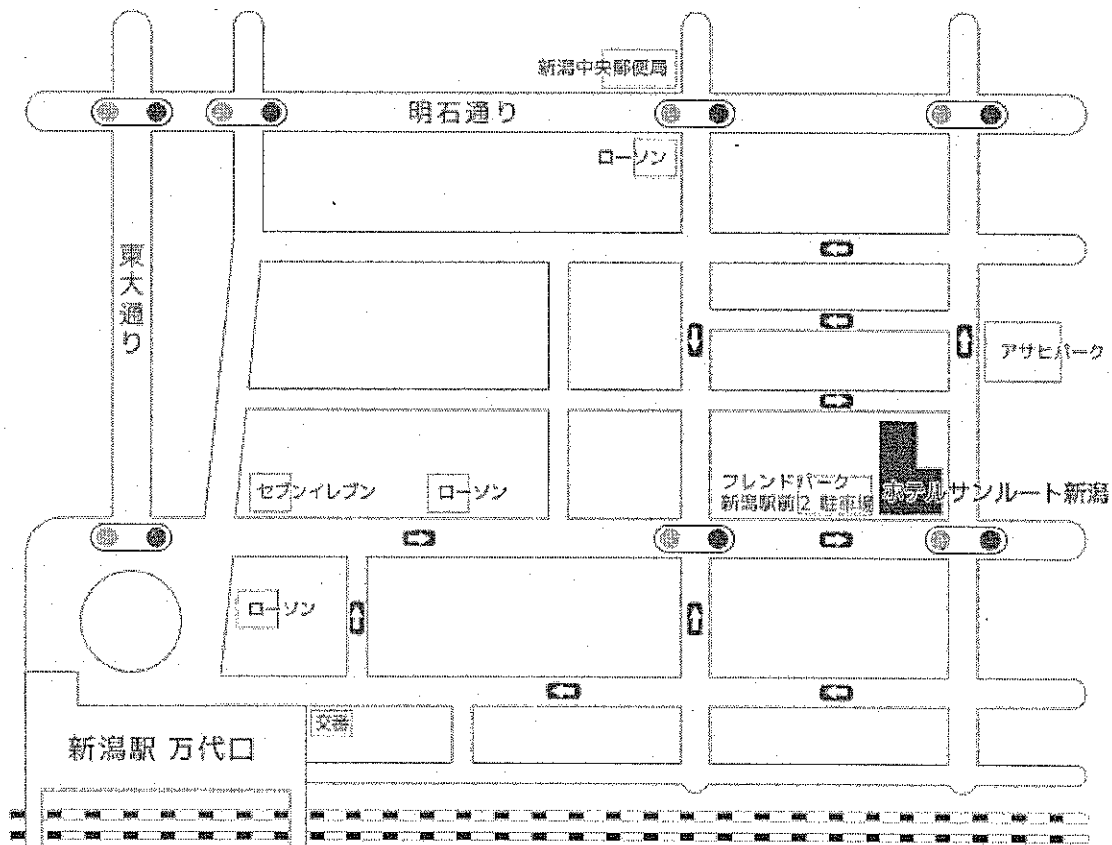 新潟中央郵便局
明石通り
ローソン
東大通り
アサヒパーク
セブンイレブン
ローソン
フレンドパーク
新潟駅前2 駐車場
ホテルサンルート新潟
ローソン
交番
新潟駅 万代口